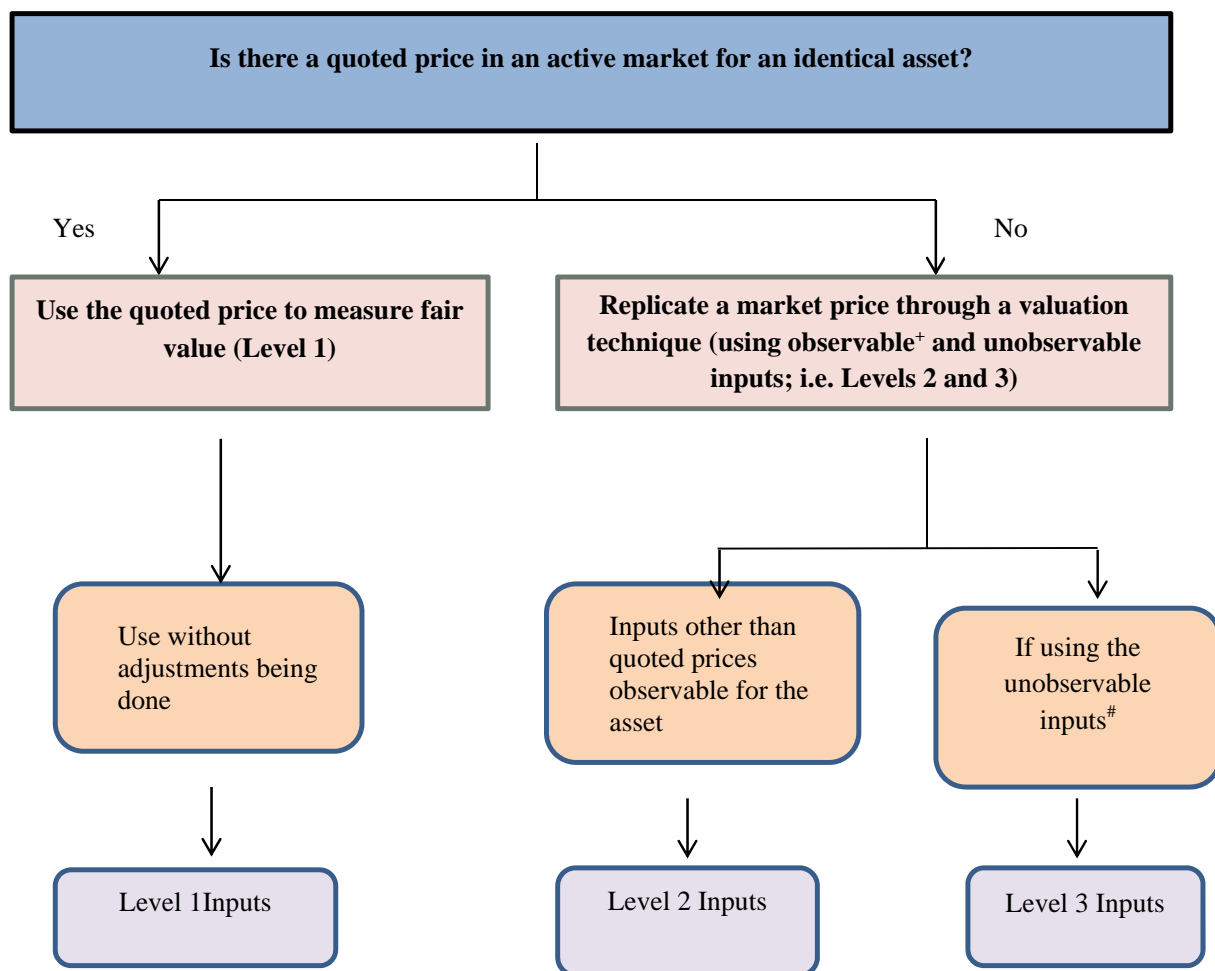 Is there a quoted price in an active market for an identical asset?
Yes
No
Use the quoted price to measure fair
value (Level 1)
Replicate a market price through a valuation
technique (using observable⁺ and unobservable
inputs; i.e. Levels 2 and 3)
Use without
adjustments being
done
Inputs other than
quoted prices
observable for the
asset
If using the
unobservable
inputs#
Level 1Inputs
Level 2 Inputs
Level 3 Inputs